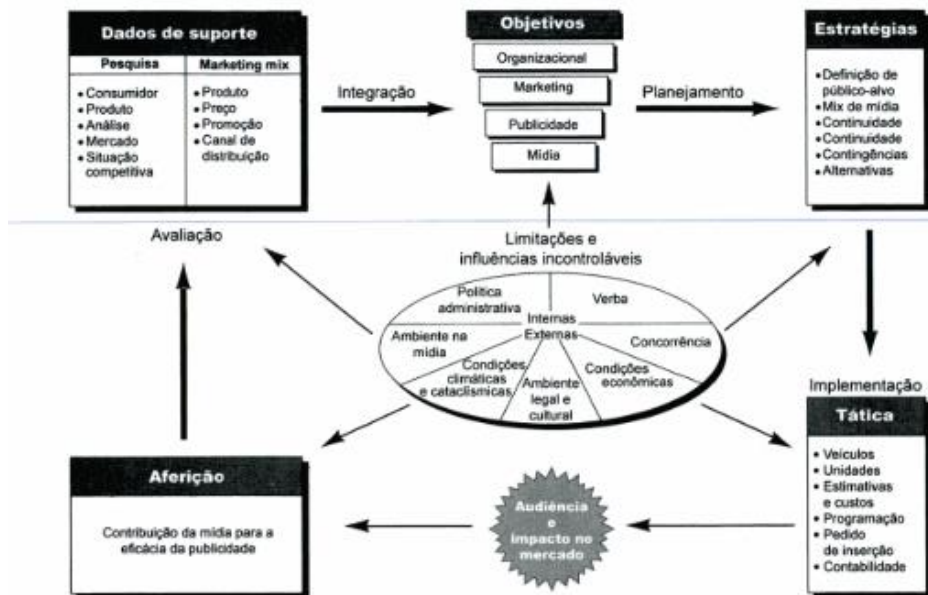 Dados de suporte
Pesquisa
• Consumidor
• Produto
• Análise
• Mercado
• Situação
competitiva
Marketing mix
• Produto
• Preço
• Promoção
• Canal de
distribuição
Integração
Objetivos
Organizacional
Marketing
Publicidade
Mídia
Planejamento
Estratégias
• Definição de
público-alvo
• Mix de mídia
• Continuidade
• Continuidade
• Contingências
• Alternativas
Avaliação
Limitações e
influências incontroláveis
Política
administrativa
Verba
Internas
Externas
Ambiente na
mídia
Concorrência
Condições
climáticas
e cataclísmicas
Ambiente
legal e
cultural
Condições
econômicas
Implementação
Tática
• Veículos
• Unidades
• Estimativas
e custos
• Programação
• Pedido
de inserção
• Contabilidade
Audiência
e
impacto no
mercado
Aferição
Contribuição da mídia para a
eficácia da publicidade